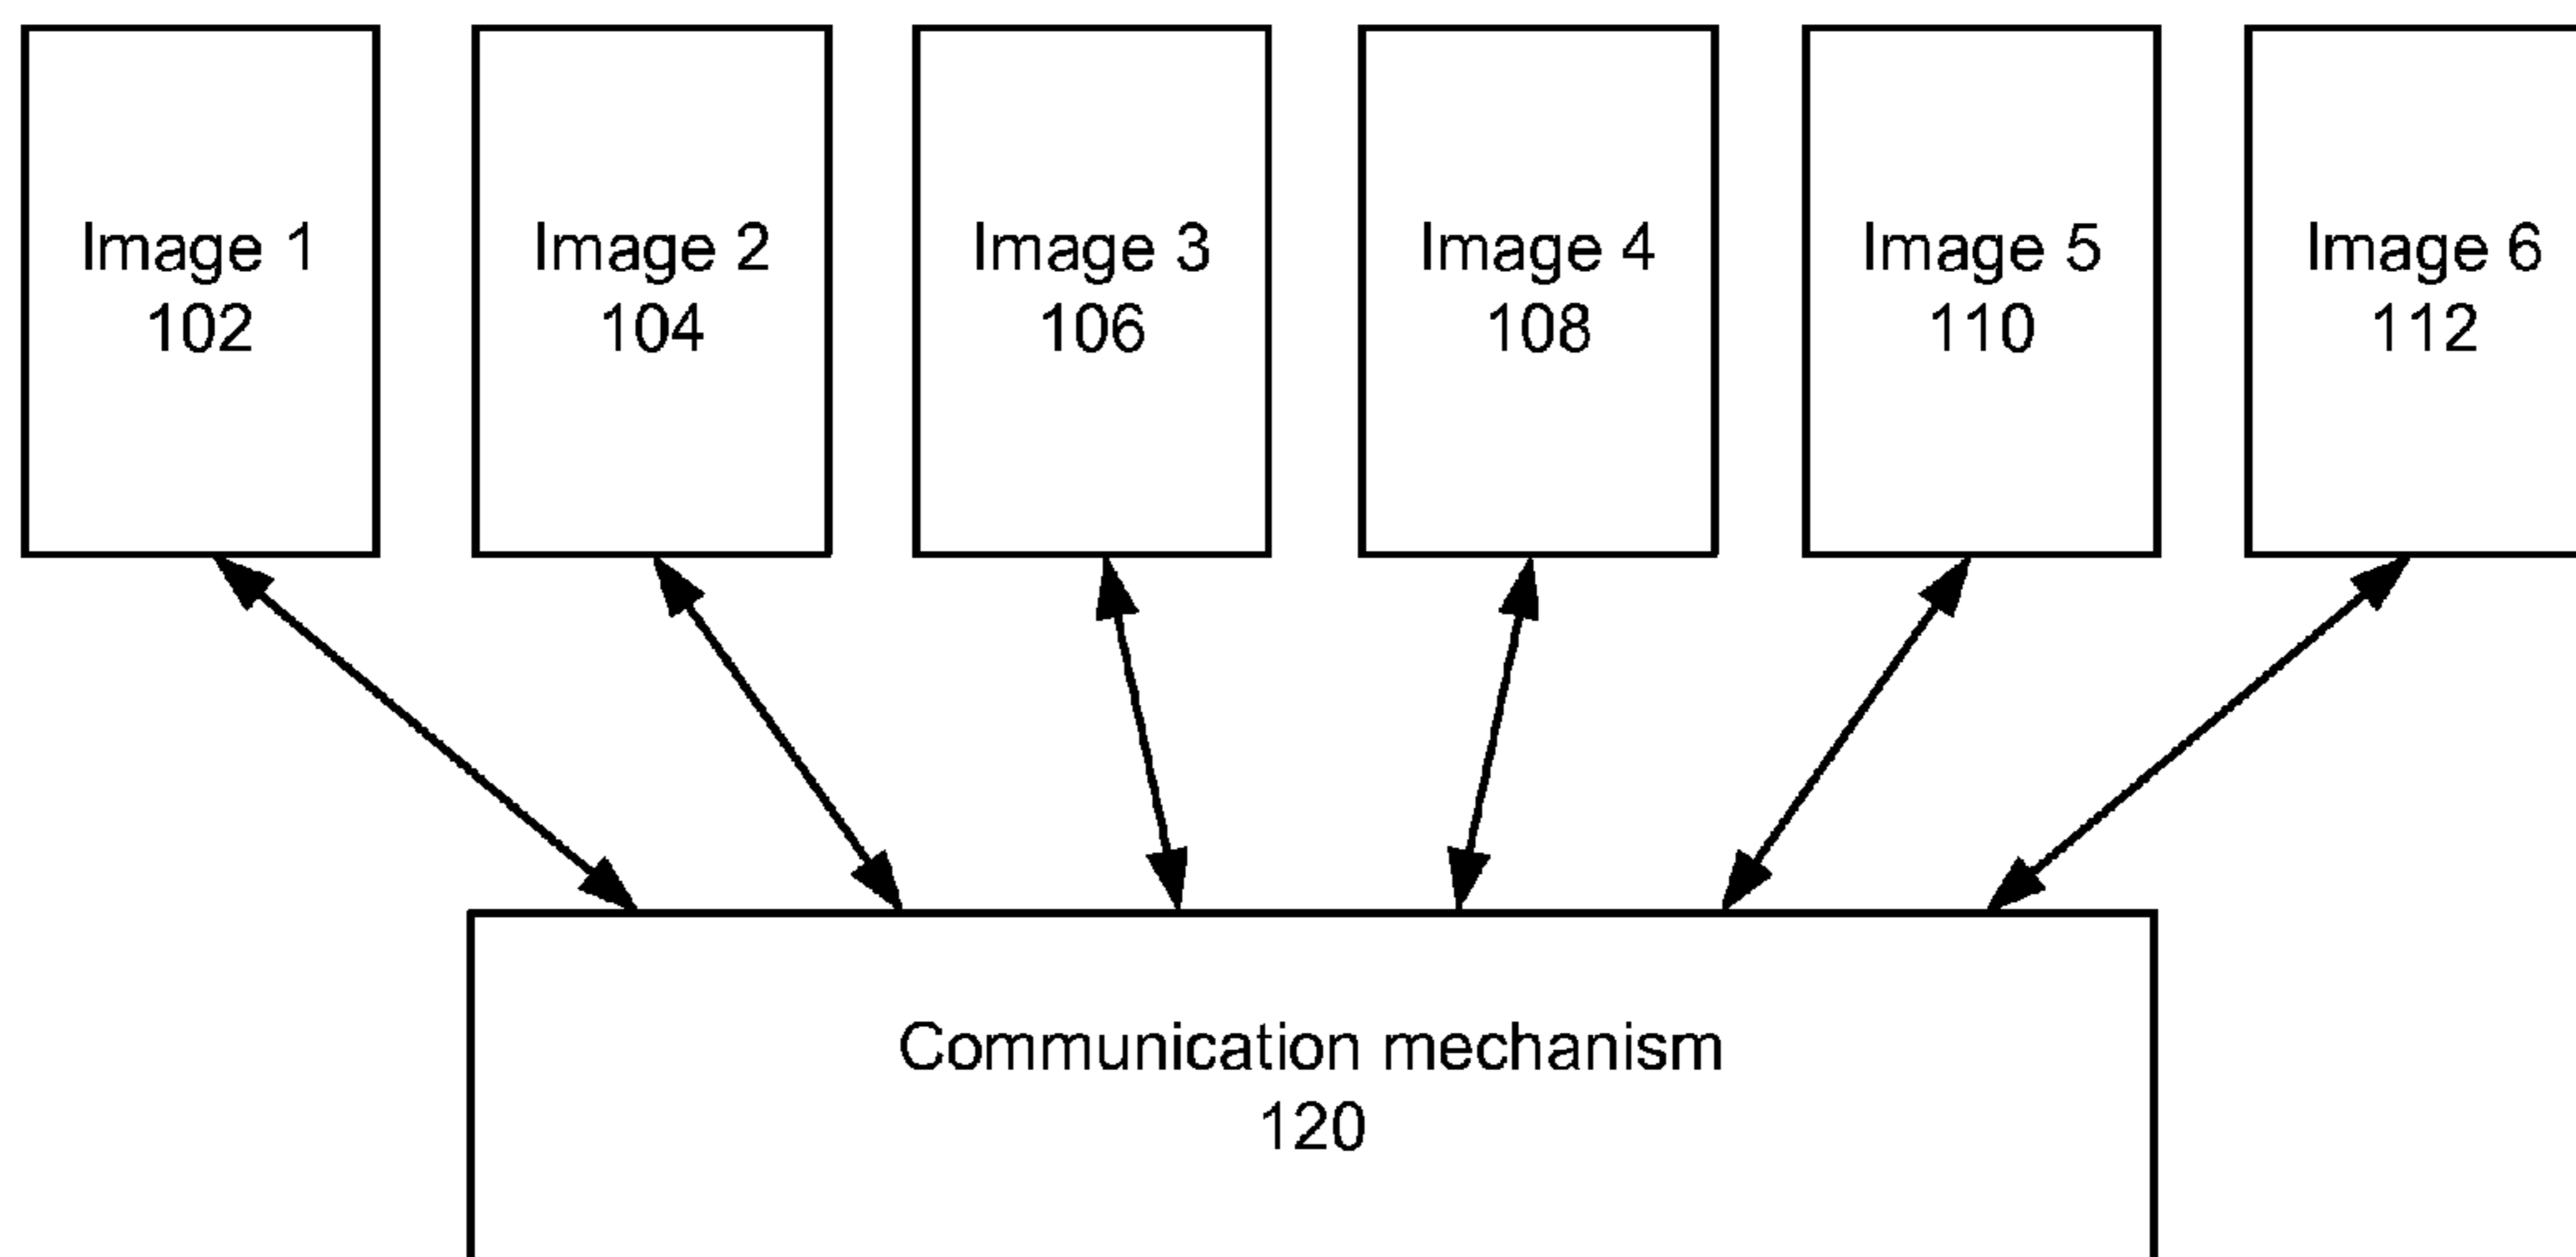 Image 1
102
Image 2
104
Image 3
106
Image 4
108
Image 5
110
Image 6
112
Communication mechanism
120